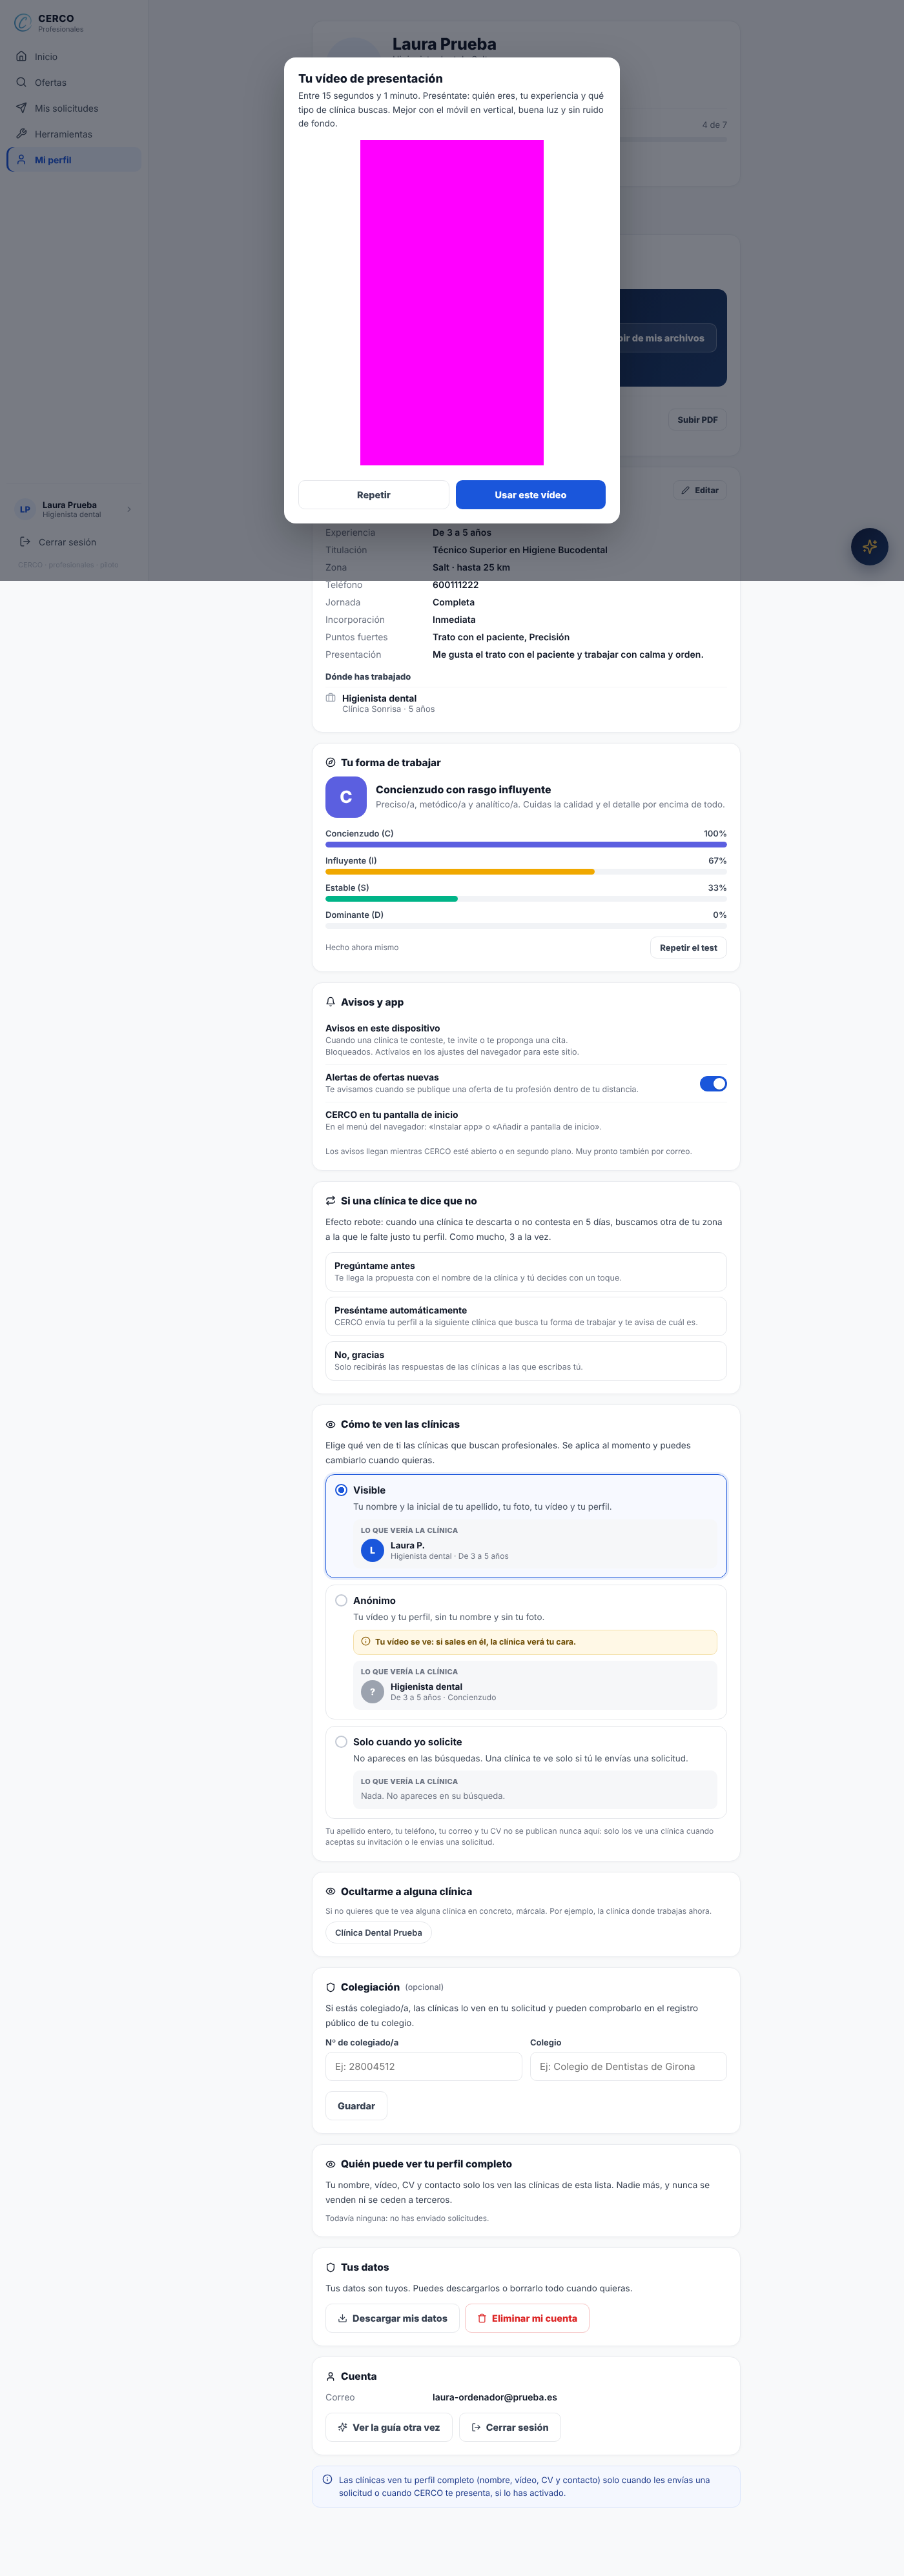 CERCO
Profesionales
Inicio
Ofertas
Mis solicitudes
Herramientas
Mi perfil
LP
Laura Prueba
Higienista dental
Cerrar sesión
CERCO · profesionales · piloto
Laura Prueba
4 de 7
Tu vídeo de presentación
Entre 15 segundos y 1 minuto. Preséntate: quién eres, tu experiencia y qué
tipo de clínica buscas. Mejor con el móvil en vertical, buena luz y sin ruido
de fondo.
Repetir
Usar este vídeo
de mis archivos
Subir PDF
Editar
Experiencia
De 3 a 5 años
Titulación
Técnico Superior en Higiene Bucodental
Zona
Salt · hasta 25 km
Teléfono
600111222
Jornada
Completa
Incorporación
Inmediata
Puntos fuertes
Trato con el paciente, Precisión
Presentación
Me gusta el trato con el paciente y trabajar con calma y orden.
Dónde has trabajado
Higienista dental
Clínica Sonrisa · 5 años
Tu forma de trabajar
C
Concienzudo con rasgo influyente
Preciso/a, metódico/a y analítico/a. Cuidas la calidad y el detalle por encima de todo.
Concienzudo (C)
100%
Influyente (I)
67%
Estable (S)
33%
Dominante (D)
0%
Hecho ahora mismo
Repetir el test
Avisos y app
Avisos en este dispositivo
Cuando una clínica te conteste, te invite o te proponga una cita.
Bloqueados. Actívalos en los ajustes del navegador para este sitio.
Alertas de ofertas nuevas
Te avisamos cuando se publique una oferta de tu profesión dentro de tu distancia.
CERCO en tu pantalla de inicio
En el menú del navegador: «Instalar app» o «Añadir a pantalla de inicio».
Los avisos llegan mientras CERCO esté abierto o en segundo plano. Muy pronto también por correo.
Si una clínica te dice que no
Efecto rebote: cuando una clínica te descarta o no contesta en 5 días, buscamos otra de tu zona
a la que le falte justo tu perfil. Como mucho, 3 a la vez.
Pregúntame antes
Te llega la propuesta con el nombre de la clínica y tú decides con un toque.
Preséntame automáticamente
CERCO envía tu perfil a la siguiente clínica que busca tu forma de trabajar y te avisa de cuál es.
No, gracias
Solo recibirás las respuestas de las clínicas a las que escribas tú.
Cómo te ven las clínicas
Elige qué ven de ti las clínicas que buscan profesionales. Se aplica al momento y puedes
cambiarlo cuando quieras.
Visible
Tu nombre y la inicial de tu apellido, tu foto, tu vídeo y tu perfil.
LO QUE VERÍA LA CLÍNICA
L
Laura P.
Higienista dental · De 3 a 5 años
Anónimo
Tu vídeo y tu perfil, sin tu nombre y sin tu foto.
Tu vídeo se ve: si sales en él, la clínica verá tu cara.
LO QUE VERÍA LA CLÍNICA
?
Higienista dental
De 3 a 5 años · Concienzudo
Solo cuando yo solicite
No apareces en las búsquedas. Una clínica te ve solo si tú le envías una solicitud.
LO QUE VERÍA LA CLÍNICA
Nada. No apareces en su búsqueda.
Tu apellido entero, tu teléfono, tu correo y tu CV no se publican nunca aquí: solo los ve una clínica cuando
aceptas su invitación o le envías una solicitud.
Ocultarme a alguna clínica
Si no quieres que te vea alguna clínica en concreto, márcala. Por ejemplo, la clínica donde trabajas ahora.
Clínica Dental Prueba
Colegiación (opcional)
Si estás colegiado/a, las clínicas lo ven en tu solicitud y pueden comprobarlo en el registro
público de tu colegio.
Nº de colegiado/a
Colegio
Ej: 28004512
Ej: Colegio de Dentistas de Girona
Guardar
Quién puede ver tu perfil completo
Tu nombre, vídeo, CV y contacto solo los ven las clínicas de esta lista. Nadie más, y nunca se
venden ni se ceden a terceros.
Todavía ninguna: no has enviado solicitudes.
Tus datos
Tus datos son tuyos. Puedes descargarlos o borrarlo todo cuando quieras.
Descargar mis datos
Eliminar mi cuenta
Cuenta
Correo
laura-ordenador@prueba.es
Ver la guía otra vez
Cerrar sesión
Las clínicas ven tu perfil completo (nombre, vídeo, CV y contacto) solo cuando les envías una
solicitud o cuando CERCO te presenta, si lo has activado.